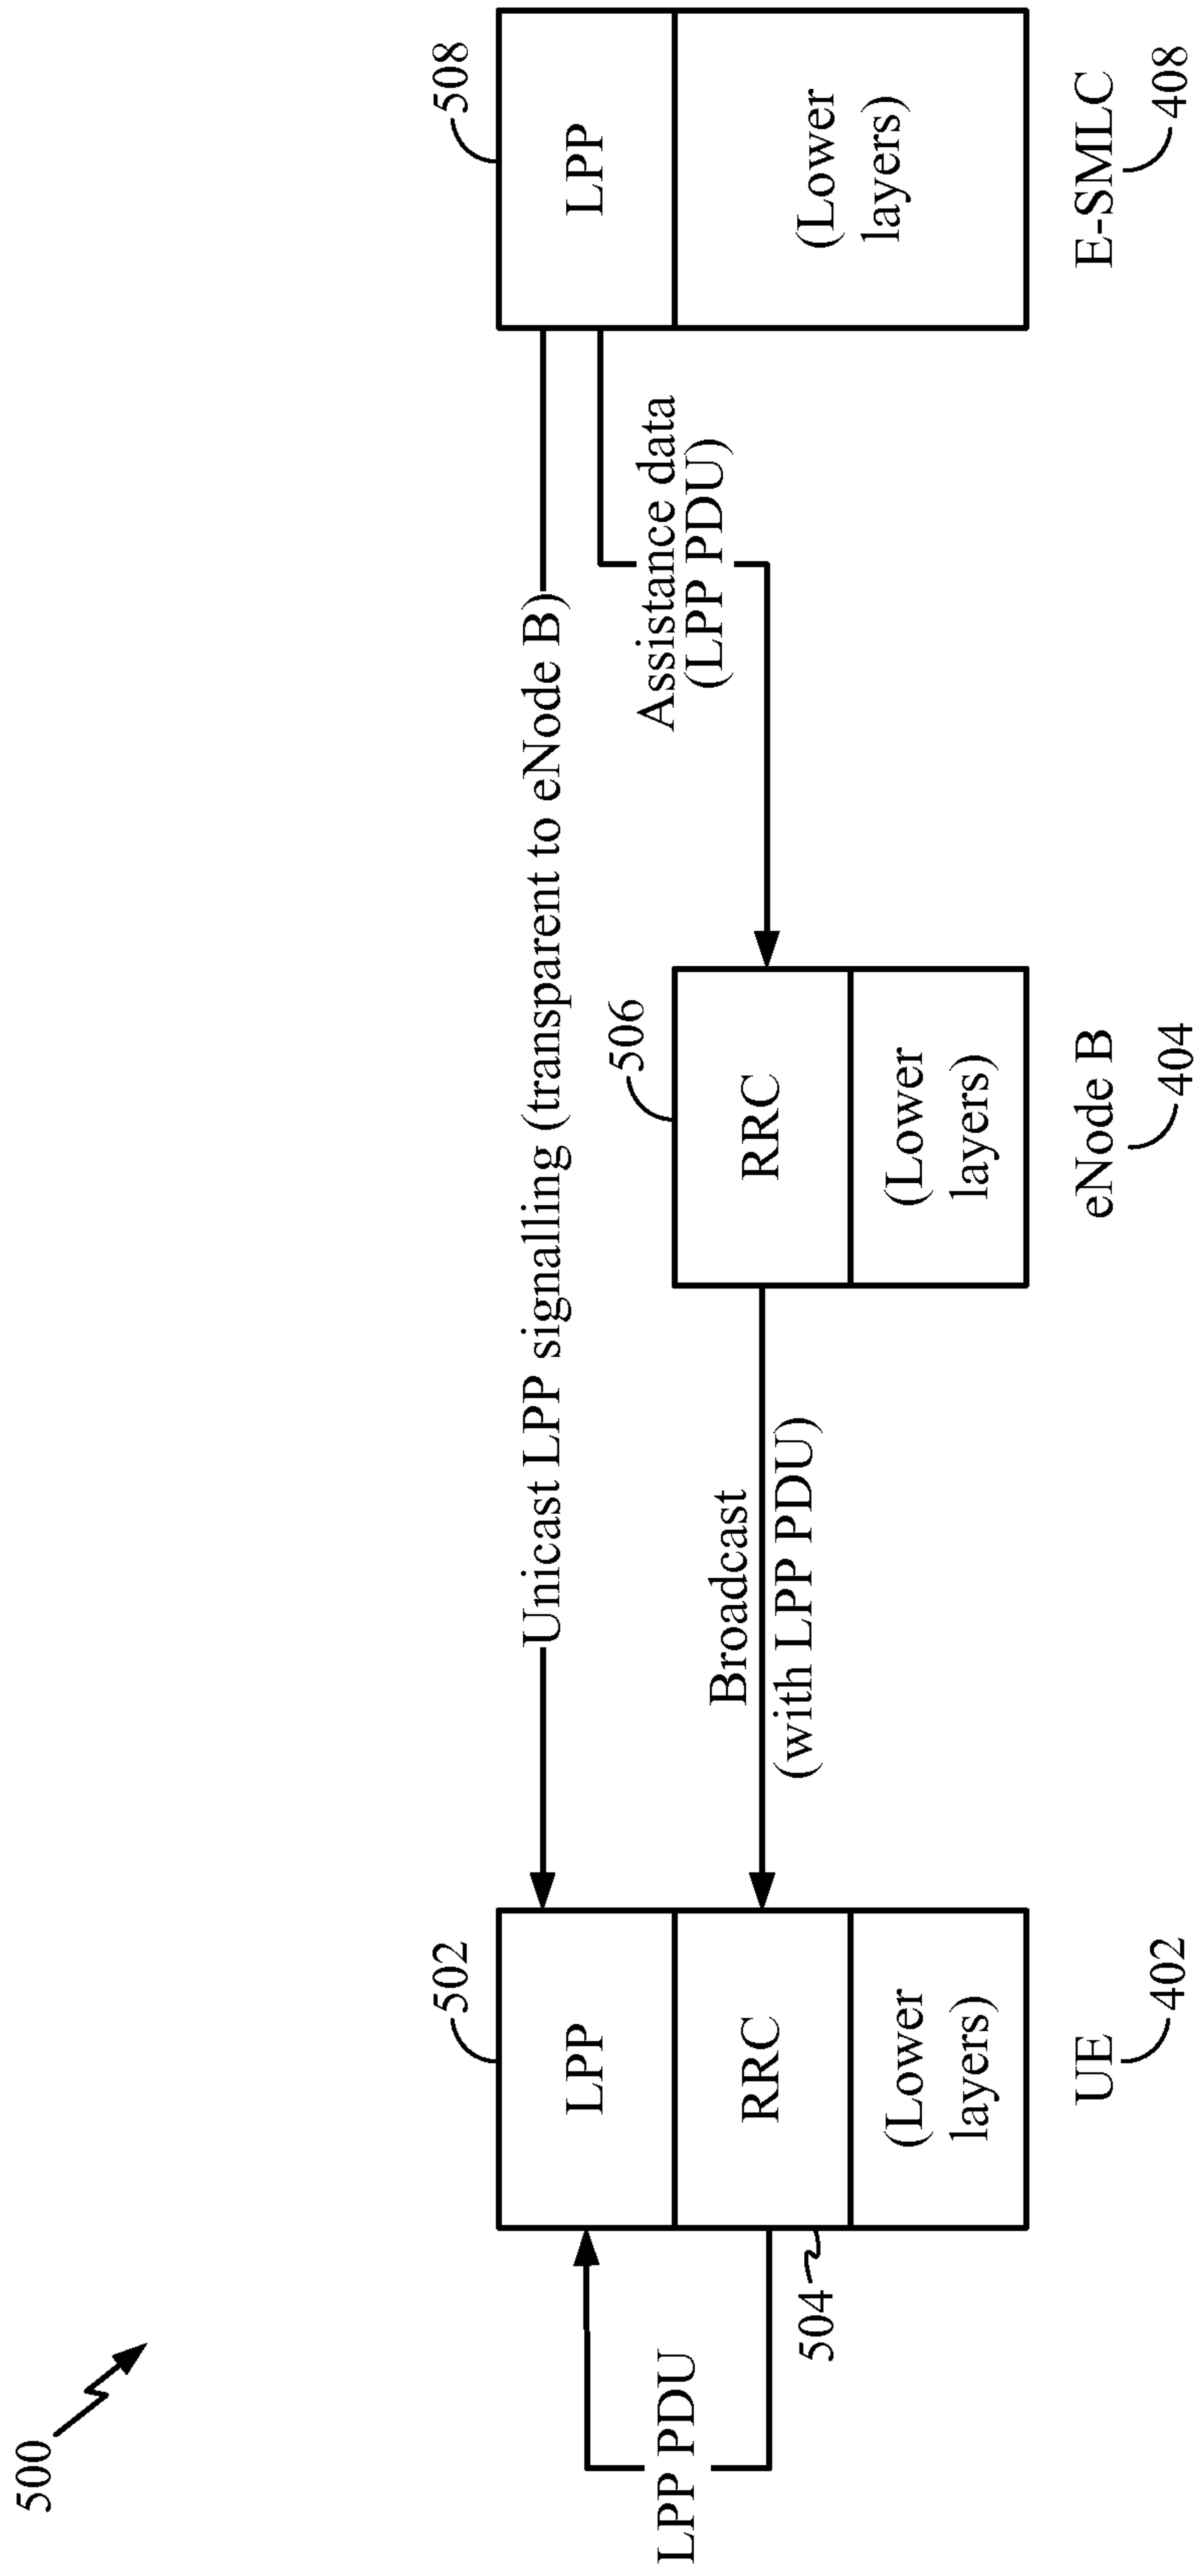 500
502
508
LPP
LPP
Unicast LPP signalling (transparent to eNode B)
LPP PDU
506
Assistance data
(LPP PDU)
RRC
Broadcast
(with LPP PDU)
RRC
504
(Lower
layers)
(Lower
layers)
(Lower
layers)
UE
eNode B
E-SMLC
402
404
408